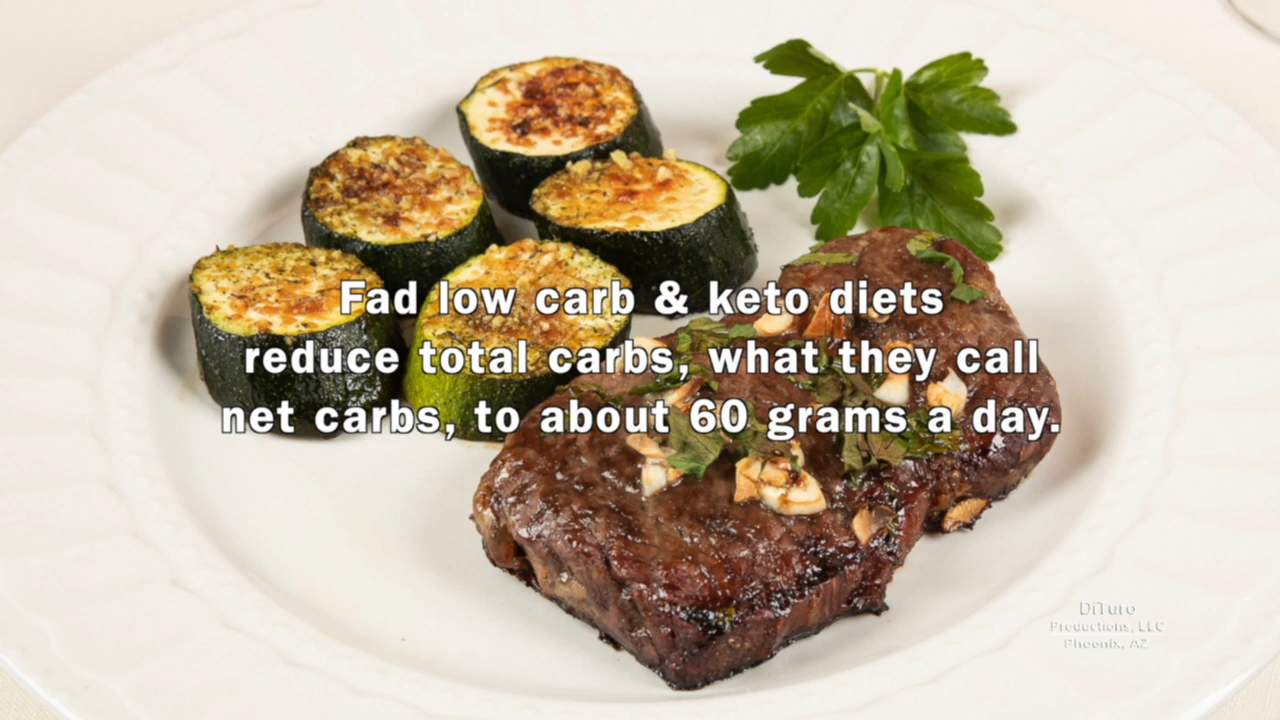 Fad low carb & keto diets
reduce total carbs, what they call
net carbs, to about 60 grams a day.
DiTuro
Productions, LLC
Phoenix, AZ